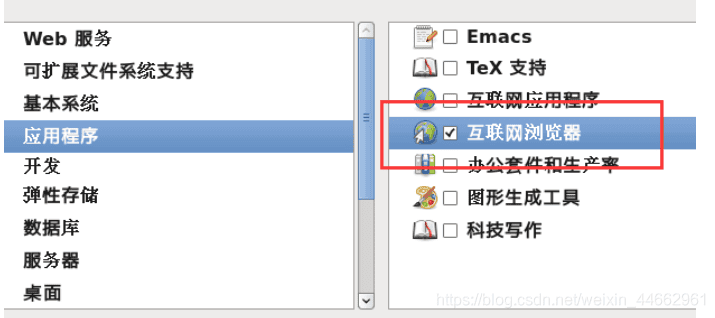 Web 服务
可扩展文件系统支持
基本系统
应用程序
开发
弹性存储
数据库
服务器
桌面
Emacs
TeX 支持
互联网应用程序
互联网浏览器
办公套件和生产率
图形生成工具
科技写作
https://blog.csdn.net/weixin_44662961